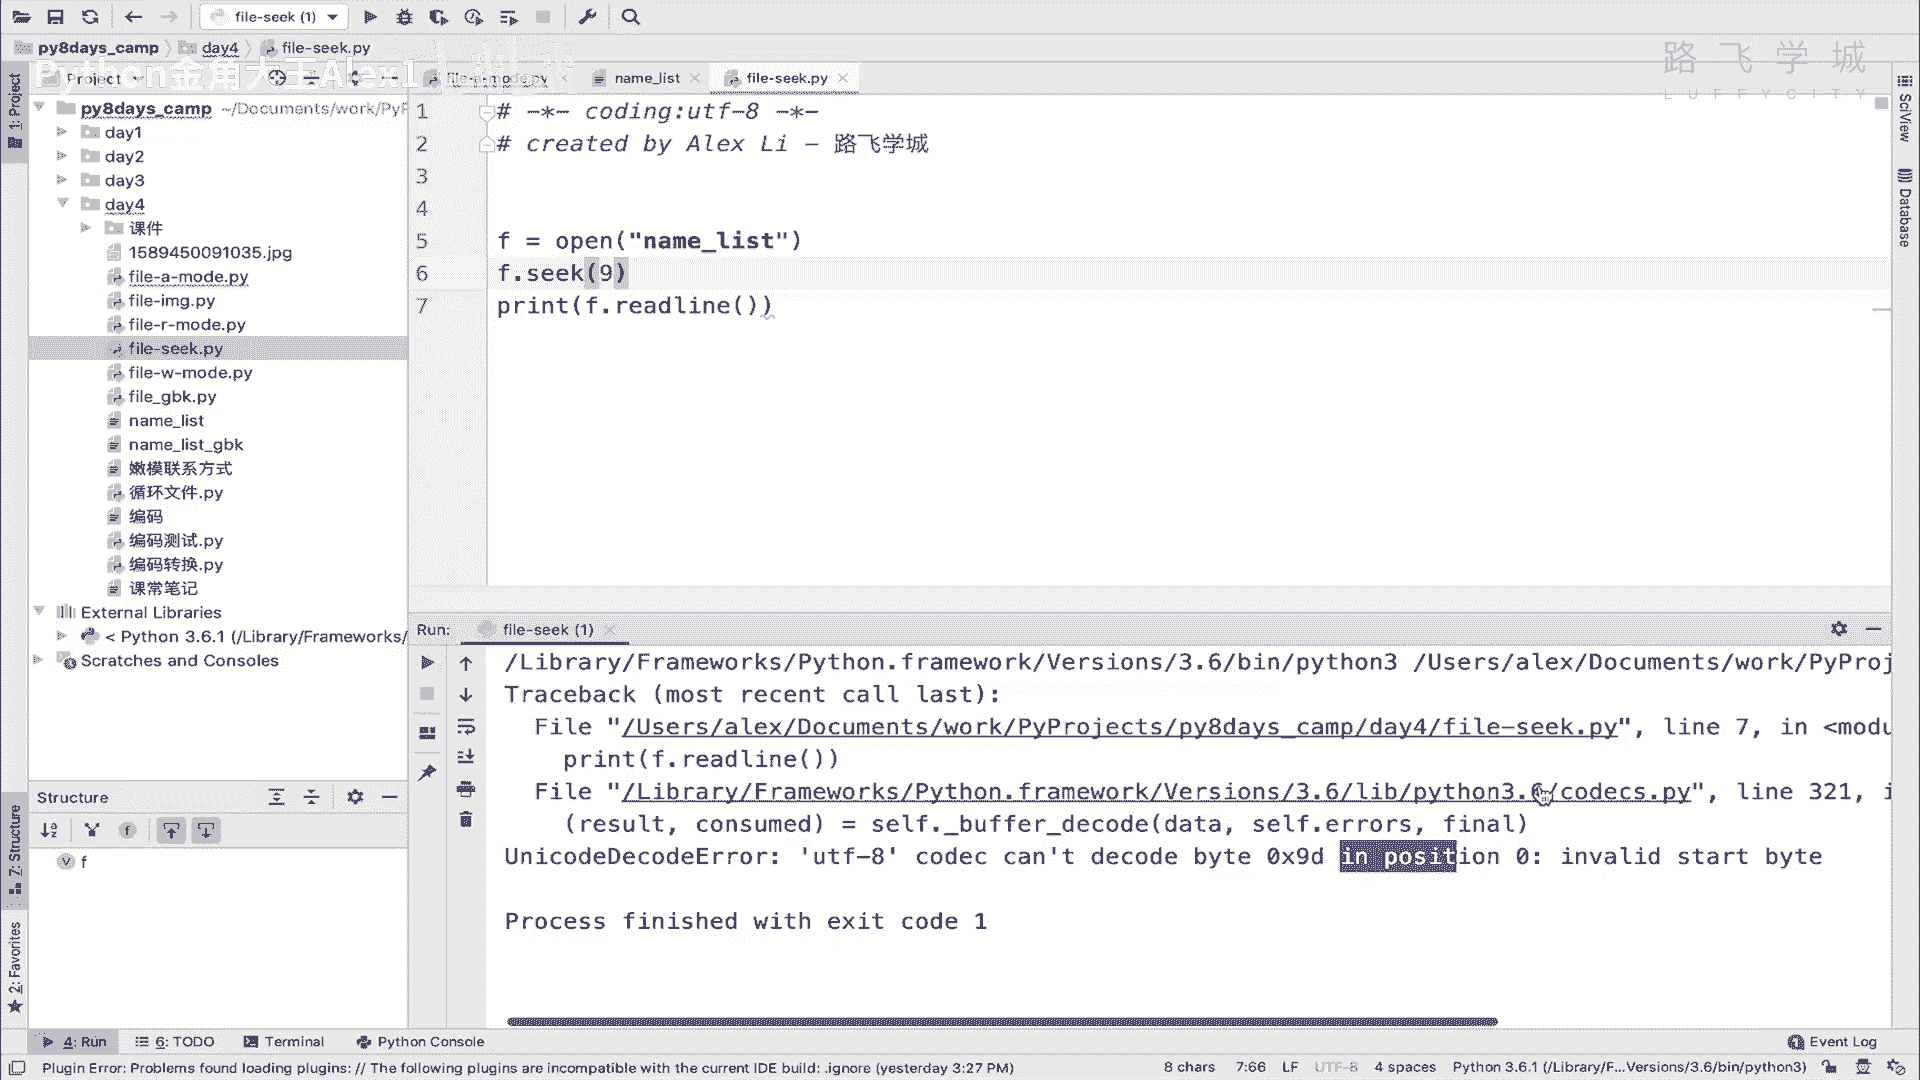 file-seek (1)
py8days_camp
day4
file-seek.py
Python金角大王Alex1
路飞学城
LUFFYCITY
1: Project
Project
file-a-mode.py
name_list
file-seek.py
py8days_camp ~/Documents/work/PyP
day1
day2
day3
day4
课件
1589450091035.jpg
file-a-mode.py
file-img.py
file-r-mode.py
file-seek.py
file-w-mode.py
file_gbk.py
name_list
name_list_gbk
嫩模联系方式
循环文件.py
编码
编码测试.py
编码转换.py
课常笔记
External Libraries
< Python 3.6.1 (/Library/Frameworks/
Scratches and Consoles
1 # -*- coding:utf-8 -*-
2 # created by Alex Li - 路飞学城
3
4
5 f = open("name_list")
6 f.seek(9)
7 print(f.readline())
SciView
Database
Structure
f
7: Structure
2: Favorites
Run: file-seek (1)
/Library/Frameworks/Python.framework/Versions/3.6/bin/python3 /Users/alex/Documents/work/PyProj
Traceback (most recent call last):
File "/Users/alex/Documents/work/PyProjects/py8days_camp/day4/file-seek.py", line 7, in <modu
print(f.readline())
File "/Library/Frameworks/Python.framework/Versions/3.6/lib/python3.6/codecs.py", line 321, i
(result, consumed) = self._buffer_decode(data, self.errors, final)
UnicodeDecodeError: 'utf-8' codec can't decode byte 0x9d in position 0: invalid start byte
Process finished with exit code 1
4: Run
6: TODO
Terminal
Python Console
Event Log
Plugin Error: Problems found loading plugins: // The following plugins are incompatible with the current IDE build: .ignore (yesterday 3:27 PM)
8 chars 7:66 LF UTF-8 4 spaces Python 3.6.1 (/Library/F...Versions/3.6/bin/python3)